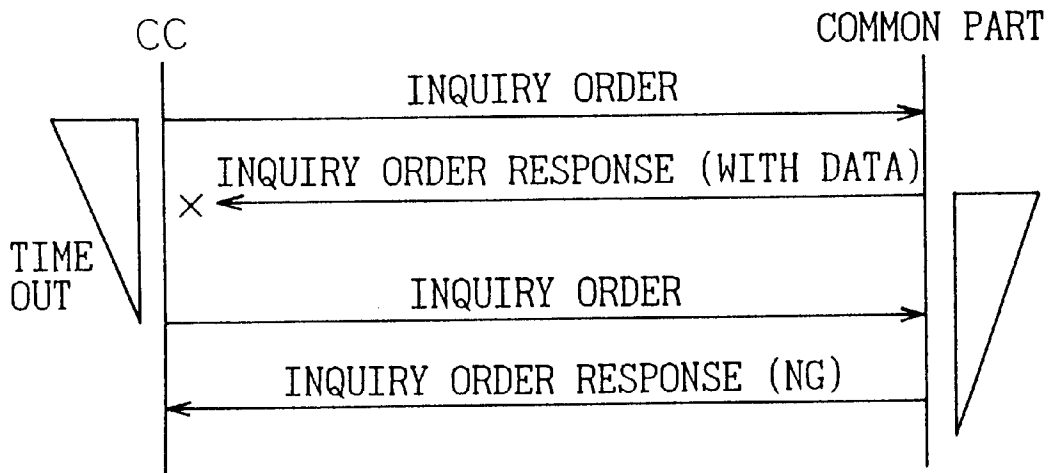 CC
COMMON PART
INQUIRY ORDER
INQUIRY ORDER RESPONSE (WITH DATA)
×
TIME
OUT
INQUIRY ORDER
INQUIRY ORDER RESPONSE (NG)